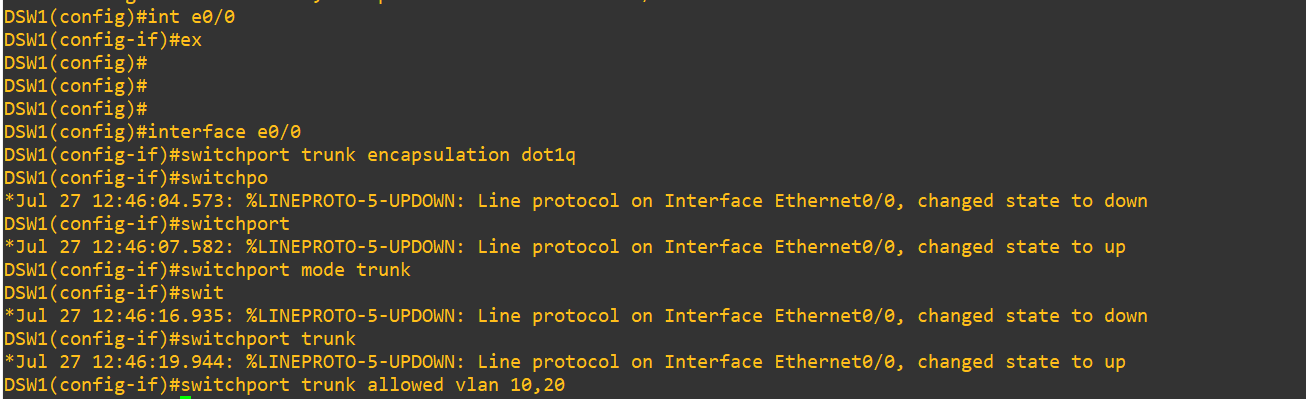 DSW1(config)#int e0/0
DSW1(config-if)#ex
DSW1(config)#
DSW1(config)#
DSW1(config)#
DSW1(config)#interface e0/0
DSW1(config-if)#switchport trunk encapsulation dot1q
DSW1(config-if)#switchpo
*Jul 27 12:46:04.573: %LINEPROTO-5-UPDOWN: Line protocol on Interface Ethernet0/0, changed state to down
DSW1(config-if)#switchport
*Jul 27 12:46:07.582: %LINEPROTO-5-UPDOWN: Line protocol on Interface Ethernet0/0, changed state to up
DSW1(config-if)#switchport mode trunk
DSW1(config-if)#swit
*Jul 27 12:46:16.935: %LINEPROTO-5-UPDOWN: Line protocol on Interface Ethernet0/0, changed state to down
DSW1(config-if)#switchport trunk
*Jul 27 12:46:19.944: %LINEPROTO-5-UPDOWN: Line protocol on Interface Ethernet0/0, changed state to up
DSW1(config-if)#switchport trunk allowed vlan 10,20